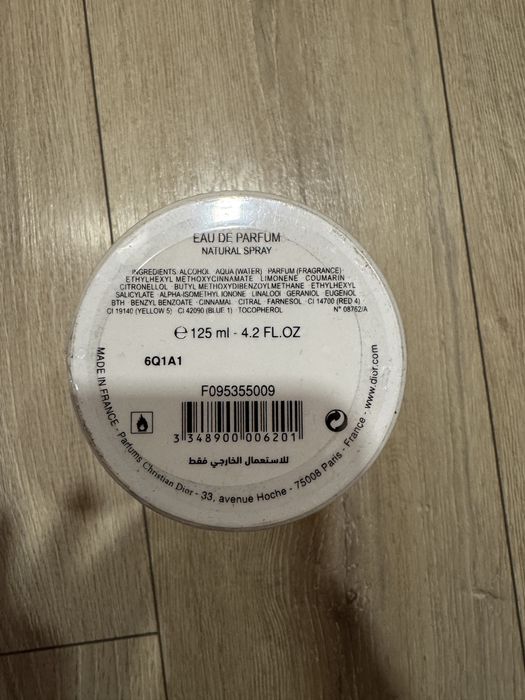 EAU DE PARFUM
NATURAL SPRAY
INGREDIENTS: ALCOHOL · AQUA (WATER) · PARFUM (FRAGRANCE) ·
ETHYLHEXYL METHOXYCINNAMATE · LIMONENE · COUMARIN ·
CITRONELLOL · BUTYL METHOXYDIBENZOYLMETHANE · ETHYLHEXYL
SALICYLATE · ALPHA-ISOMETHYL IONONE · LINALOOL · GERANIOL · EUGENOL ·
BTH · BENZYL BENZOATE · CINNAMAL · CITRAL · FARNESOL · CI 14700 (RED 4) ·
CI 19140 (YELLOW 5) · CI 42090 (BLUE 1) · TOCOPHEROL N° 08762/A
e 125 ml - 4.2 FL.OZ
6Q1A1
F095355009
3 348900 006201
للاستعمال الخارجي فقط
MADE IN FRANCE - Parfums Christian Dior - 33, avenue Hoche - 75008 Paris - France - www.dior.com